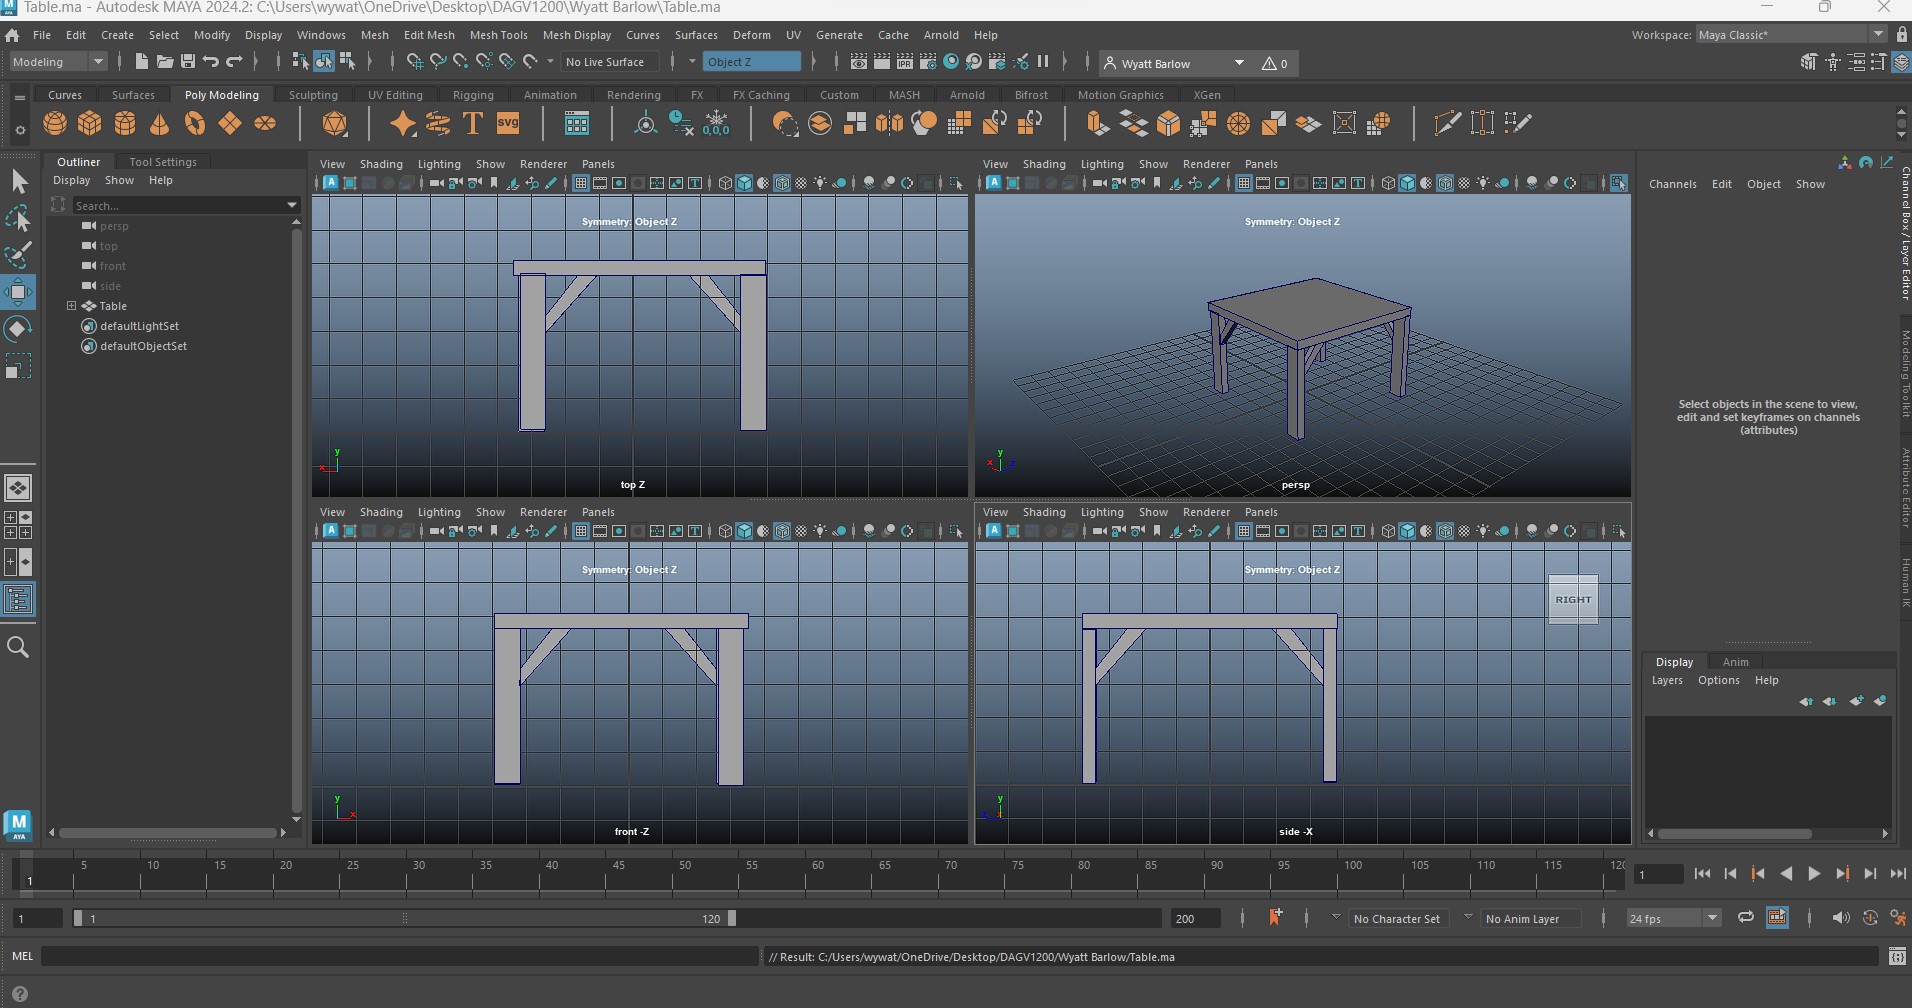 Table.ma - Autodesk MAYA 2024.2: C:\Users\wywat\OneDrive\Desktop\DAGV1200\Wyatt Barlow\Table.ma
File Edit Create Select Modify Display Windows Mesh Edit Mesh Mesh Tools Mesh Display Curves Surfaces Deform UV Generate Cache Arnold Help Workspace: Maya Classic*
Modeling No Live Surface Object Z IPR Wyatt Barlow 0
Curves Surfaces Poly Modeling Sculpting UV Editing Rigging Animation Rendering FX FX Caching Custom MASH Arnold Bifrost Motion Graphics XGen
T svg 0,0,0
Outliner Tool Settings
Display Show Help
Search...
persp
top
front
side
Table
defaultLightSet
defaultObjectSet
View Shading Lighting Show Renderer Panels
Symmetry: Object Z
y
x
top Z
View Shading Lighting Show Renderer Panels
Symmetry: Object Z
y
x z
persp
View Shading Lighting Show Renderer Panels
Symmetry: Object Z
y
x
front -Z
View Shading Lighting Show Renderer Panels
Symmetry: Object Z
RIGHT
y
side -X
Channels Edit Object Show
Select objects in the scene to view,
edit and set keyframes on channels
(attributes)
Channel Box / Layer Editor
Modeling Toolkit
Attribute Editor
Human IK
Display Anim
Layers Options Help
M
AYA
5 10 15 20 25 30 35 40 45 50 55 60 65 70 75 80 85 90 95 100 105 110 115 120
1
1
1 1 120 200 No Character Set No Anim Layer 24 fps
MEL // Result: C:/Users/wywat/OneDrive/Desktop/DAGV1200/Wyatt Barlow/Table.ma